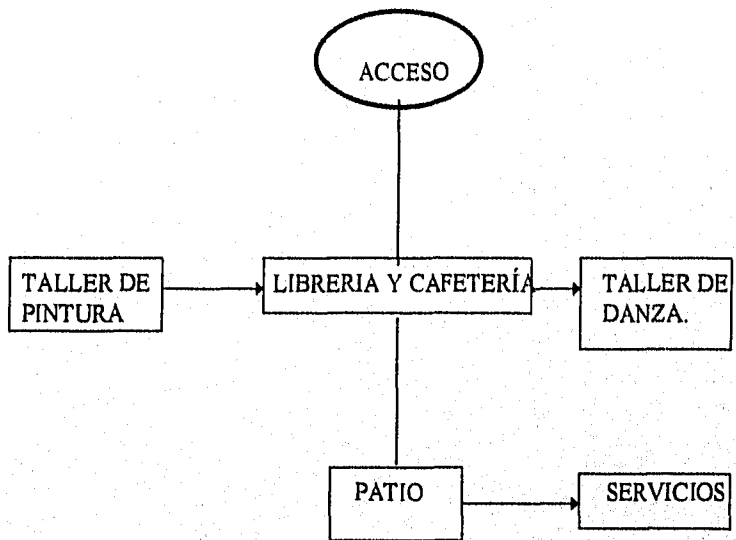 ACCESO
TALLER DE
PINTURA
LIBRERIA Y CAFETERÍA
TALLER DE
DANZA.
PATIO
SERVICIOS